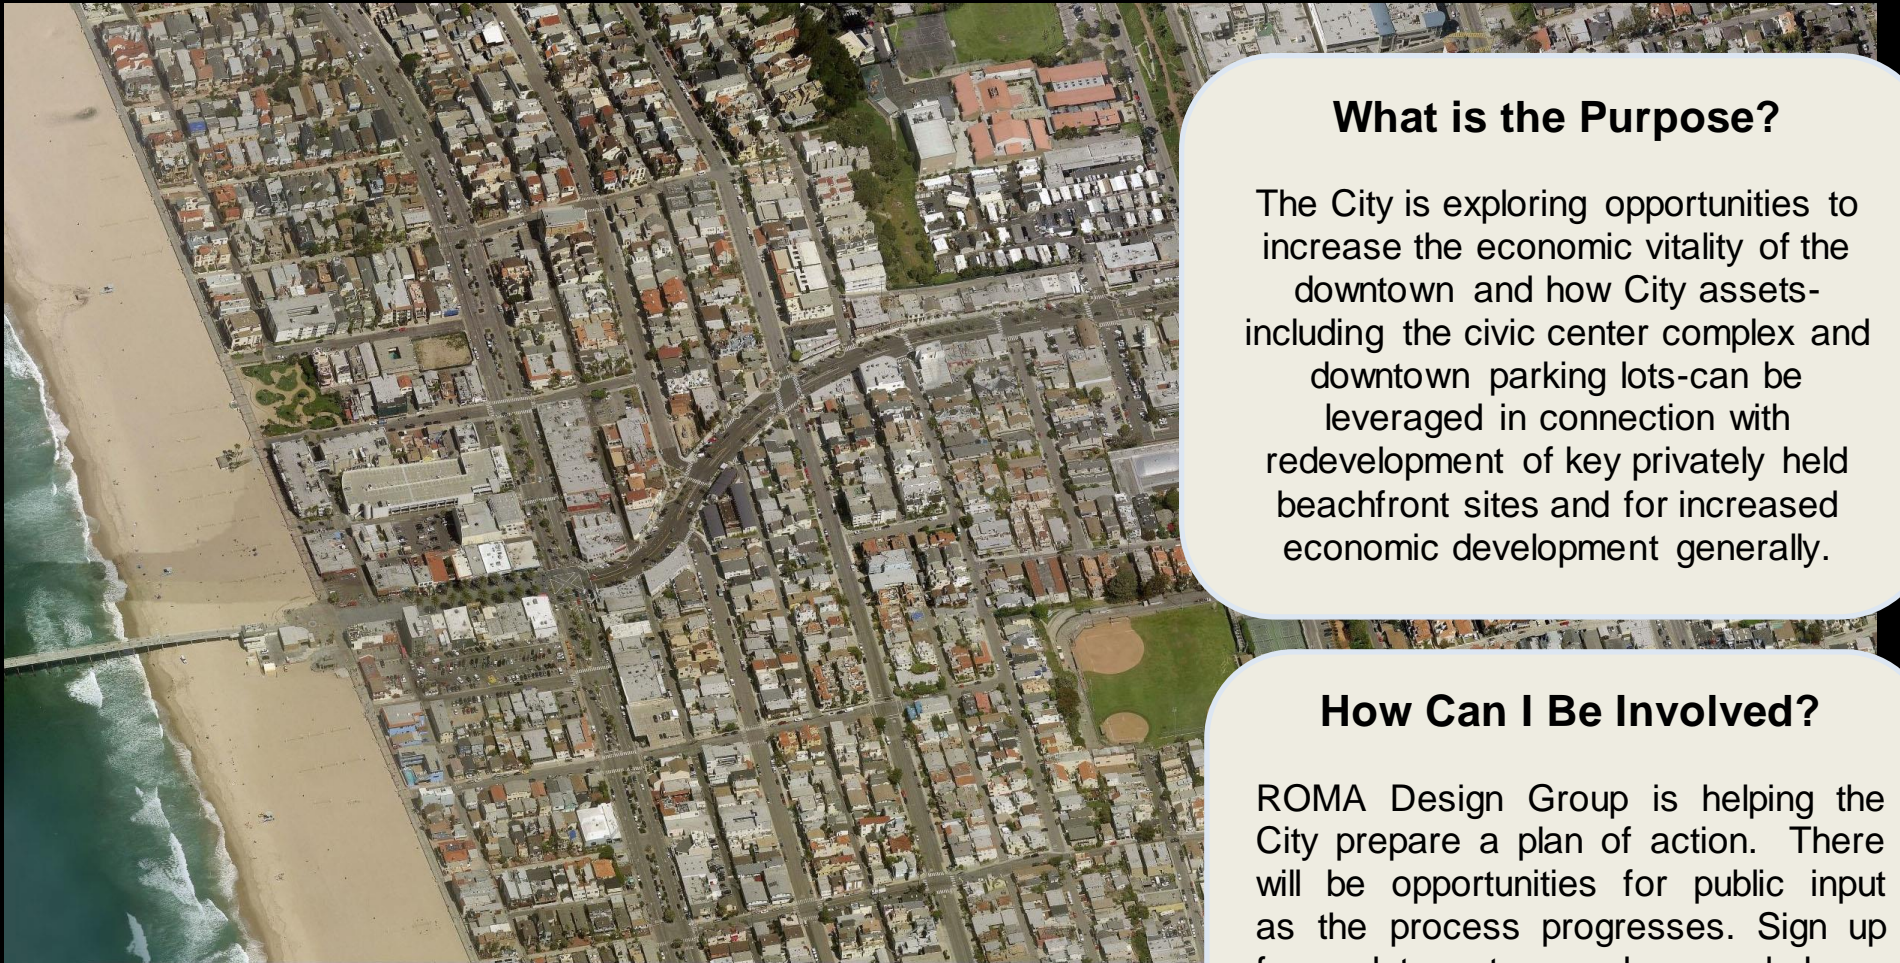 What is the Purpose?
The City is exploring opportunities to
increase the economic vitality of the
downtown and how City assets-
including the civic center complex and
downtown parking lots-can be
leveraged in connection with
redevelopment of key privately held
beachfront sites and for increased
economic development generally.
How Can I Be Involved?
ROMA Design Group is helping the
City prepare a plan of action. There
will be opportunities for public input
as the process progresses. Sign up